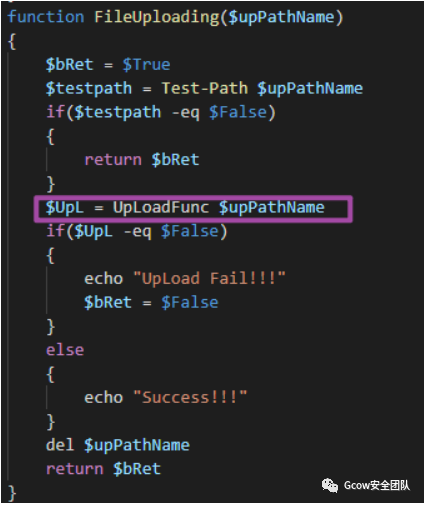 function FileUploading($upPathName)
{
    $bRet = $True
    $testpath = Test-Path $upPathName
    if($testpath -eq $False)
    {
        return $bRet
    }
    $UpL = UpLoadFunc $upPathName
    if($UpL -eq $False)
    {
        echo "UpLoad Fail!!!"
        $bRet = $False
    }
    else
    {
        echo "Success!!!"
    }
    del $upPathName
    return $bRet
}
Gcow安全团队